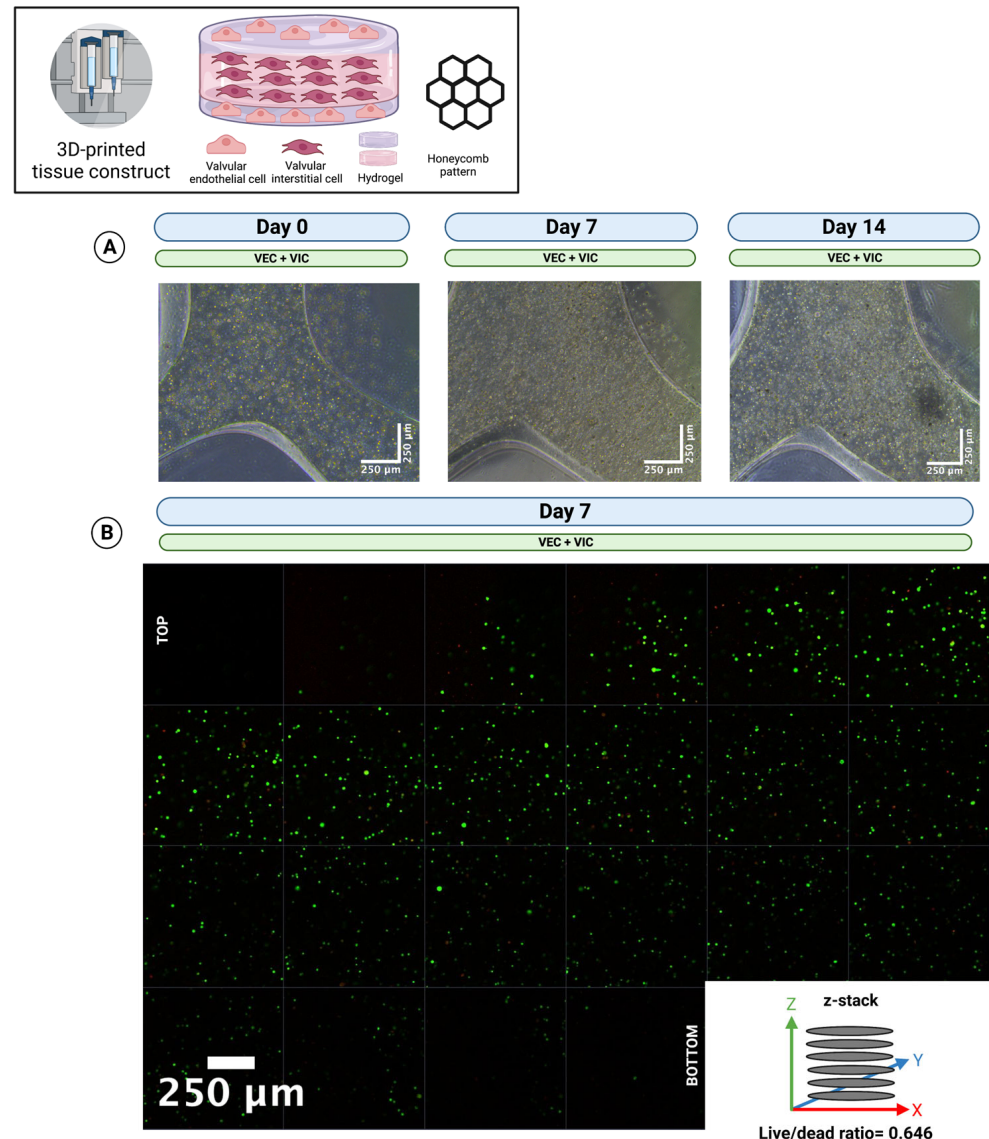 3D-printed
tissue construct
Valvular
endothelial cell
Valvular
interstitial cell
Hydrogel
Honeycomb
pattern
A
Day 0
Day 7
Day 14
VEC + VIC
VEC + VIC
VEC + VIC
250 µm
250 µm
250 µm
250 µm
250 µm
250 µm
B
Day 7
VEC + VIC
TOP
250 µm
BOTTOM
z-stack
Z
Y
X
Live/dead ratio= 0.646